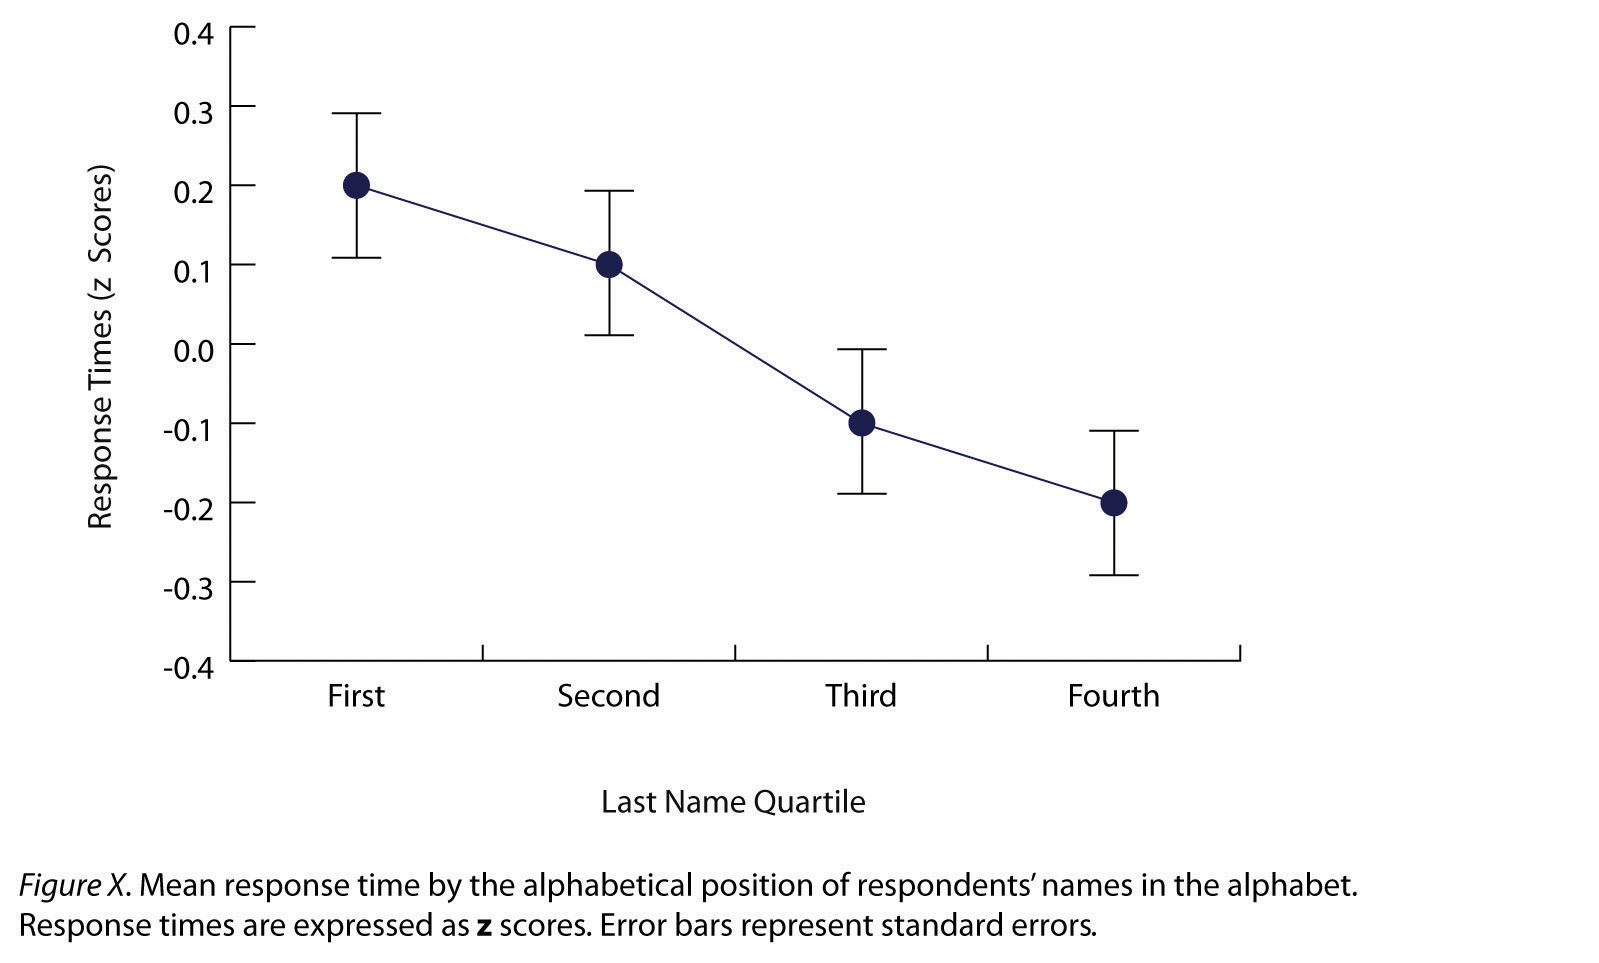 0.4
0.3
0.2
0.1
0.0
-0.1
-0.2
-0.3
-0.4
Response Times (z Scores)
First Second Third Fourth
Last Name Quartile
Figure X. Mean response time by the alphabetical position of respondents’ names in the alphabet.
Response times are expressed as z scores. Error bars represent standard errors.